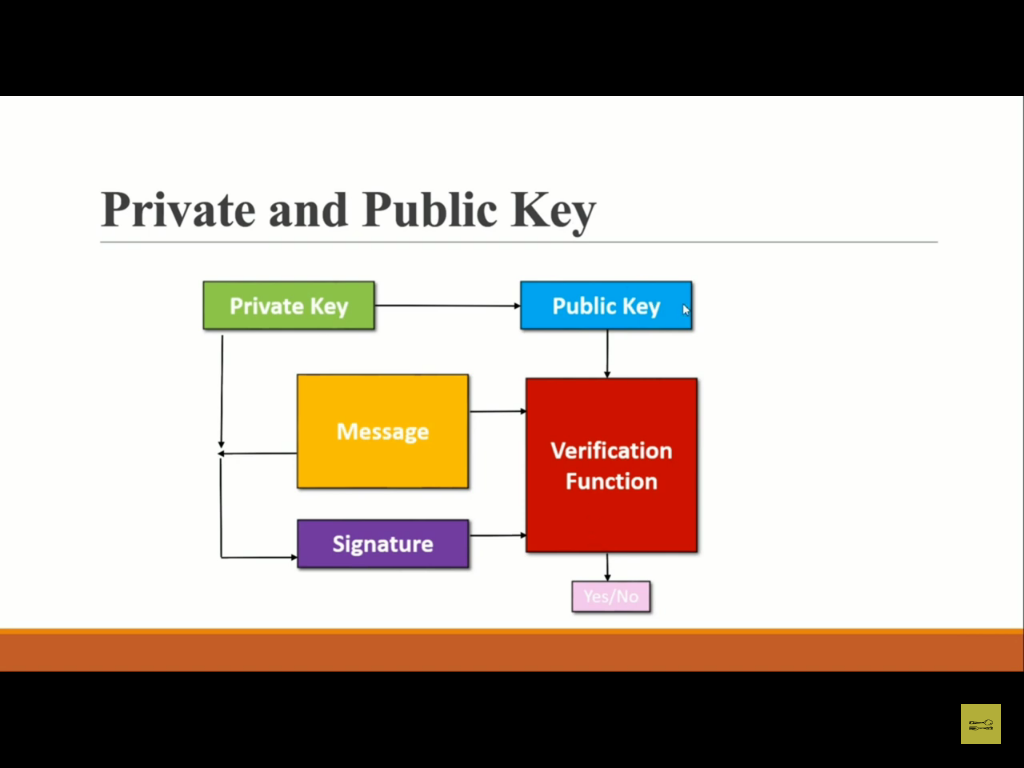 Private and Public Key
Private Key
Public Key
Message
Verification
Function
Signature
Yes/No